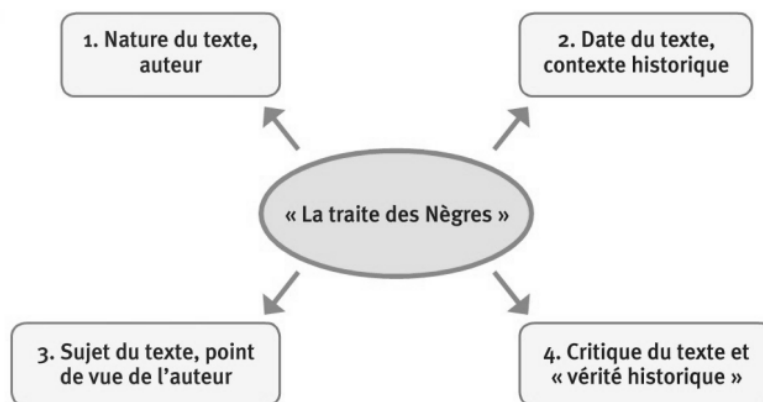 1. Nature du texte,
auteur
2. Date du texte,
contexte historique
« La traite des Nègres »
3. Sujet du texte, point
de vue de l’auteur
4. Critique du texte et
« vérité historique »